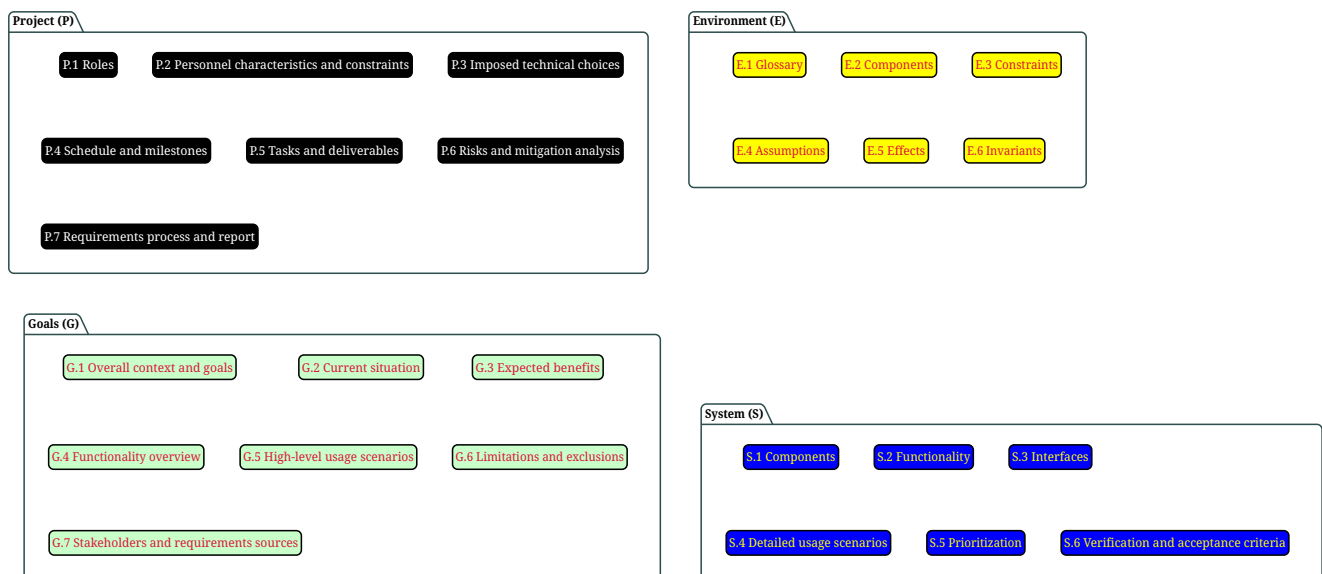 Project (P)
P.1 Roles
P.2 Personnel characteristics and constraints
P.3 Imposed technical choices
P.4 Schedule and milestones
P.5 Tasks and deliverables
P.6 Risks and mitigation analysis
P.7 Requirements process and report
Environment (E)
E.1 Glossary
E.2 Components
E.3 Constraints
E.4 Assumptions
E.5 Effects
E.6 Invariants
Goals (G)
G.1 Overall context and goals
G.2 Current situation
G.3 Expected benefits
G.4 Functionality overview
G.5 High-level usage scenarios
G.6 Limitations and exclusions
G.7 Stakeholders and requirements sources
System (S)
S.1 Components
S.2 Functionality
S.3 Interfaces
S.4 Detailed usage scenarios
S.5 Prioritization
S.6 Verification and acceptance criteria